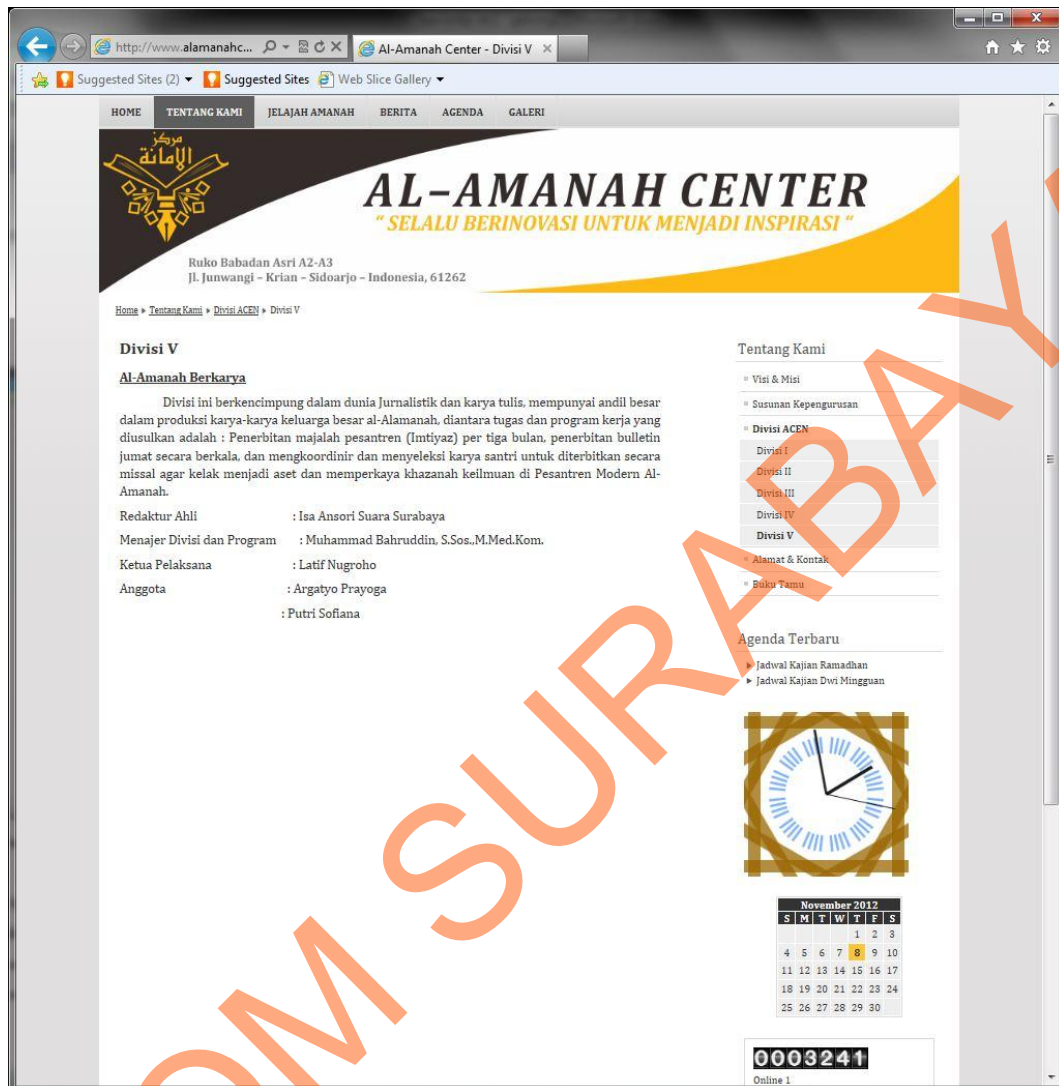 http://www.alamanahc...
Al-Amanah Center - Divisi V
Suggested Sites (2)
Suggested Sites
Web Slice Gallery
HOME TENTANG KAMI JELAJAH AMANAH BERITA AGENDA GALERI
مركز
الأمانة
AL-AMANAH CENTER
" SELALU BERINOVASI UNTUK MENJADI INSPIRASI "
Ruko Babadan Asri A2-A3
Jl. Junwangi – Krian – Sidoarjo – Indonesia, 61262
Home » Tentang Kami » Divisi ACEN » Divisi V
Divisi V
Al-Amanah Berkarya
Divisi ini berkencimpung dalam dunia Jurnalistik dan karya tulis, mempunyai andil besar
dalam produksi karya-karya keluarga besar al-Alamanah, diantara tugas dan program kerja yang
diusulkan adalah : Penerbitan majalah pesantren (Imtiyaz) per tiga bulan, penerbitan bulletin
jumat secara berkala, dan mengkoordinir dan menyeleksi karya santri untuk diterbitkan secara
missal agar kelak menjadi aset dan memperkaya khazanah keilmuan di Pesantren Modern Al-
Amanah.
Redaktur Ahli : Isa Ansori Suara Surabaya
Menajer Divisi dan Program : Muhammad Bahruddin, S.Sos.,M.Med.Kom.
Ketua Pelaksana : Latif Nugroho
Anggota : Argatyo Prayoga
: Putri Sofiana
Tentang Kami
Visi & Misi
Susunan Kepengurusan
Divisi ACEN
Divisi I
Divisi II
Divisi III
Divisi IV
Divisi V
Alamat & Kontak
Buku Tamu
Agenda Terbaru
Jadwal Kajian Ramadhan
Jadwal Kajian Dwi Mingguan
November 2012
S M T W T F S
1 2 3
4 5 6 7 8 9 10
11 12 13 14 15 16 17
18 19 20 21 22 23 24
25 26 27 28 29 30
0003241
Online 1
OM SURABAY